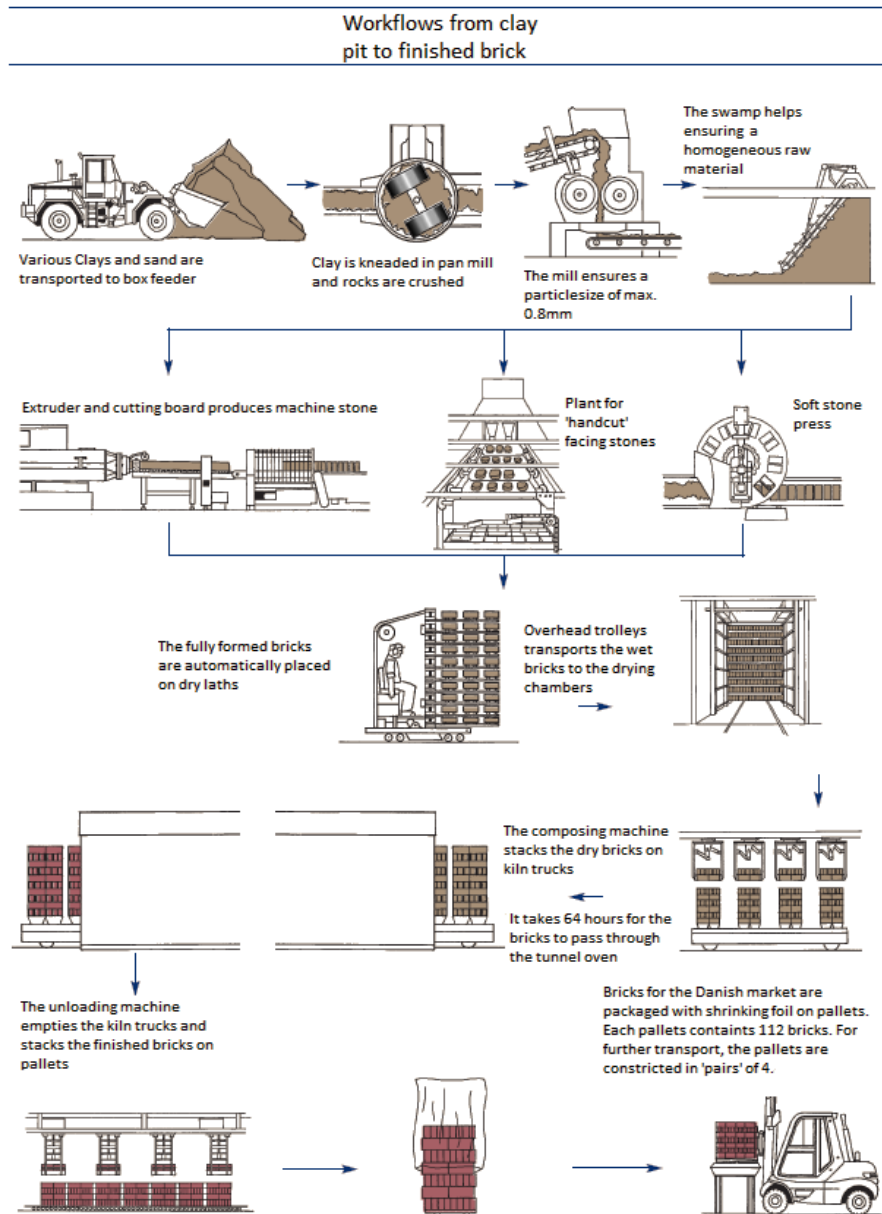 Workflows from clay
pit to finished brick
The swamp helps
ensuring a
homogeneous raw
material
Various Clays and sand are
transported to box feeder
Clay is kneaded in pan mill
and rocks are crushed
The mill ensures a
particlesize of max.
0.8mm
Extruder and cutting board produces machine stone
Plant for
'handcut'
facing stones
Soft stone
press
The fully formed bricks
are automatically placed
on dry laths
Overhead trolleys
transports the wet
bricks to the drying
chambers
The composing machine
stacks the dry bricks on
kiln trucks
It takes 64 hours for the
bricks to pass through
the tunnel oven
The unloading machine
empties the kiln trucks and
stacks the finished bricks on
pallets
Bricks for the Danish market are
packaged with shrinking foil on pallets.
Each pallets containts 112 bricks. For
further transport, the pallets are
constricted in 'pairs' of 4.